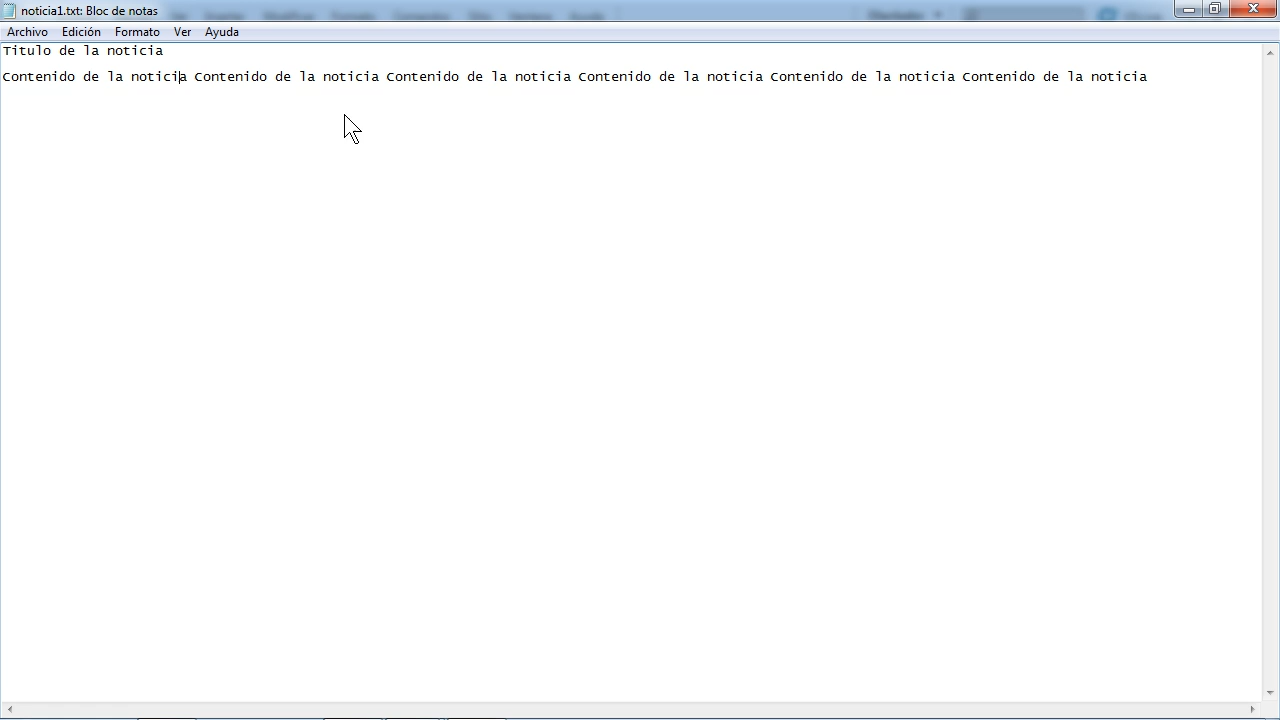 noticia1.txt: Bloc de notas
Archivo Edición Formato Ver Ayuda
Titulo de la noticia
Contenido de la noticia Contenido de la noticia Contenido de la noticia Contenido de la noticia Contenido de la noticia Contenido de la noticia